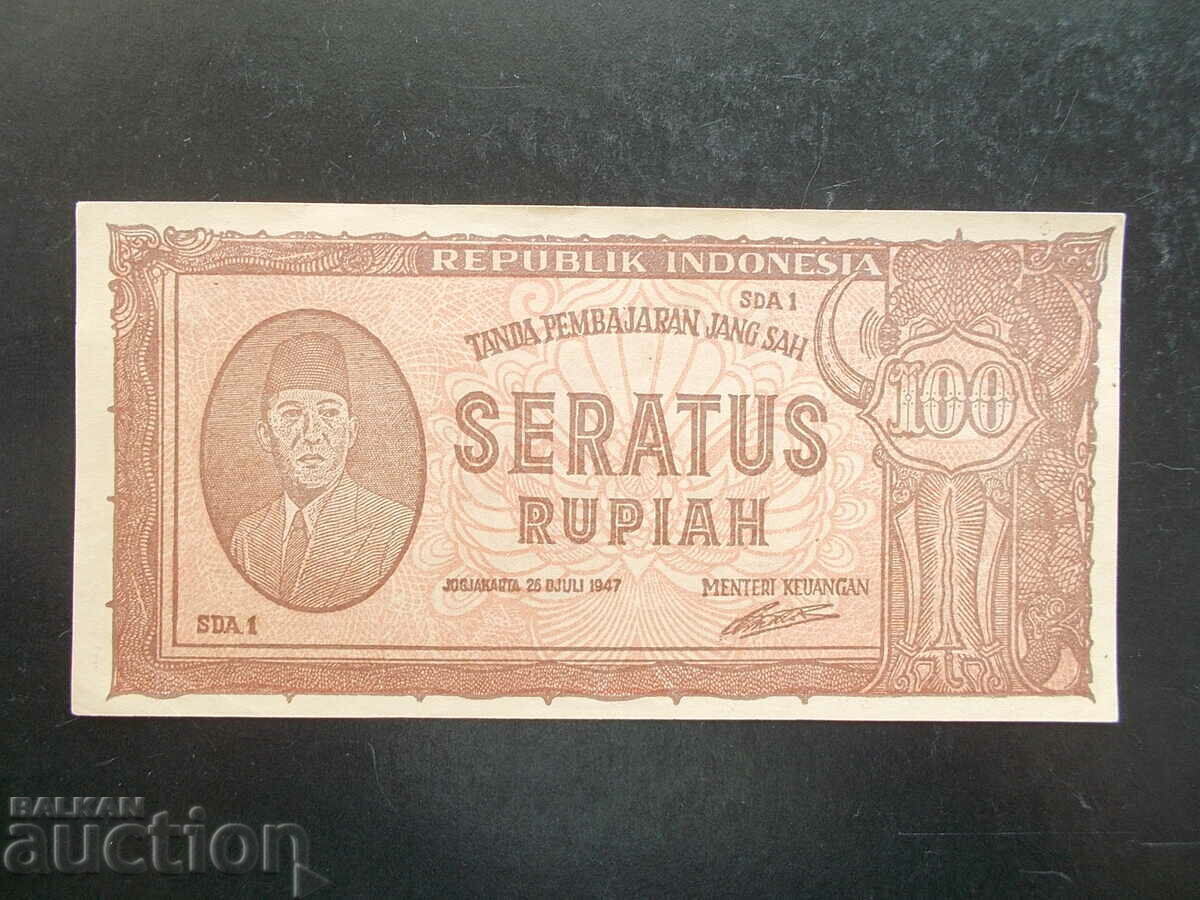 REPUBLIK INDONESIA
SDA 1
TANDA PEMBAJARAN JANG SAH
100
SERATUS
RUPIAH
JOGJAKARTA 26 DJULI 1947
MENTERI KEUANGAN
SDA 1
BALKAN
auction